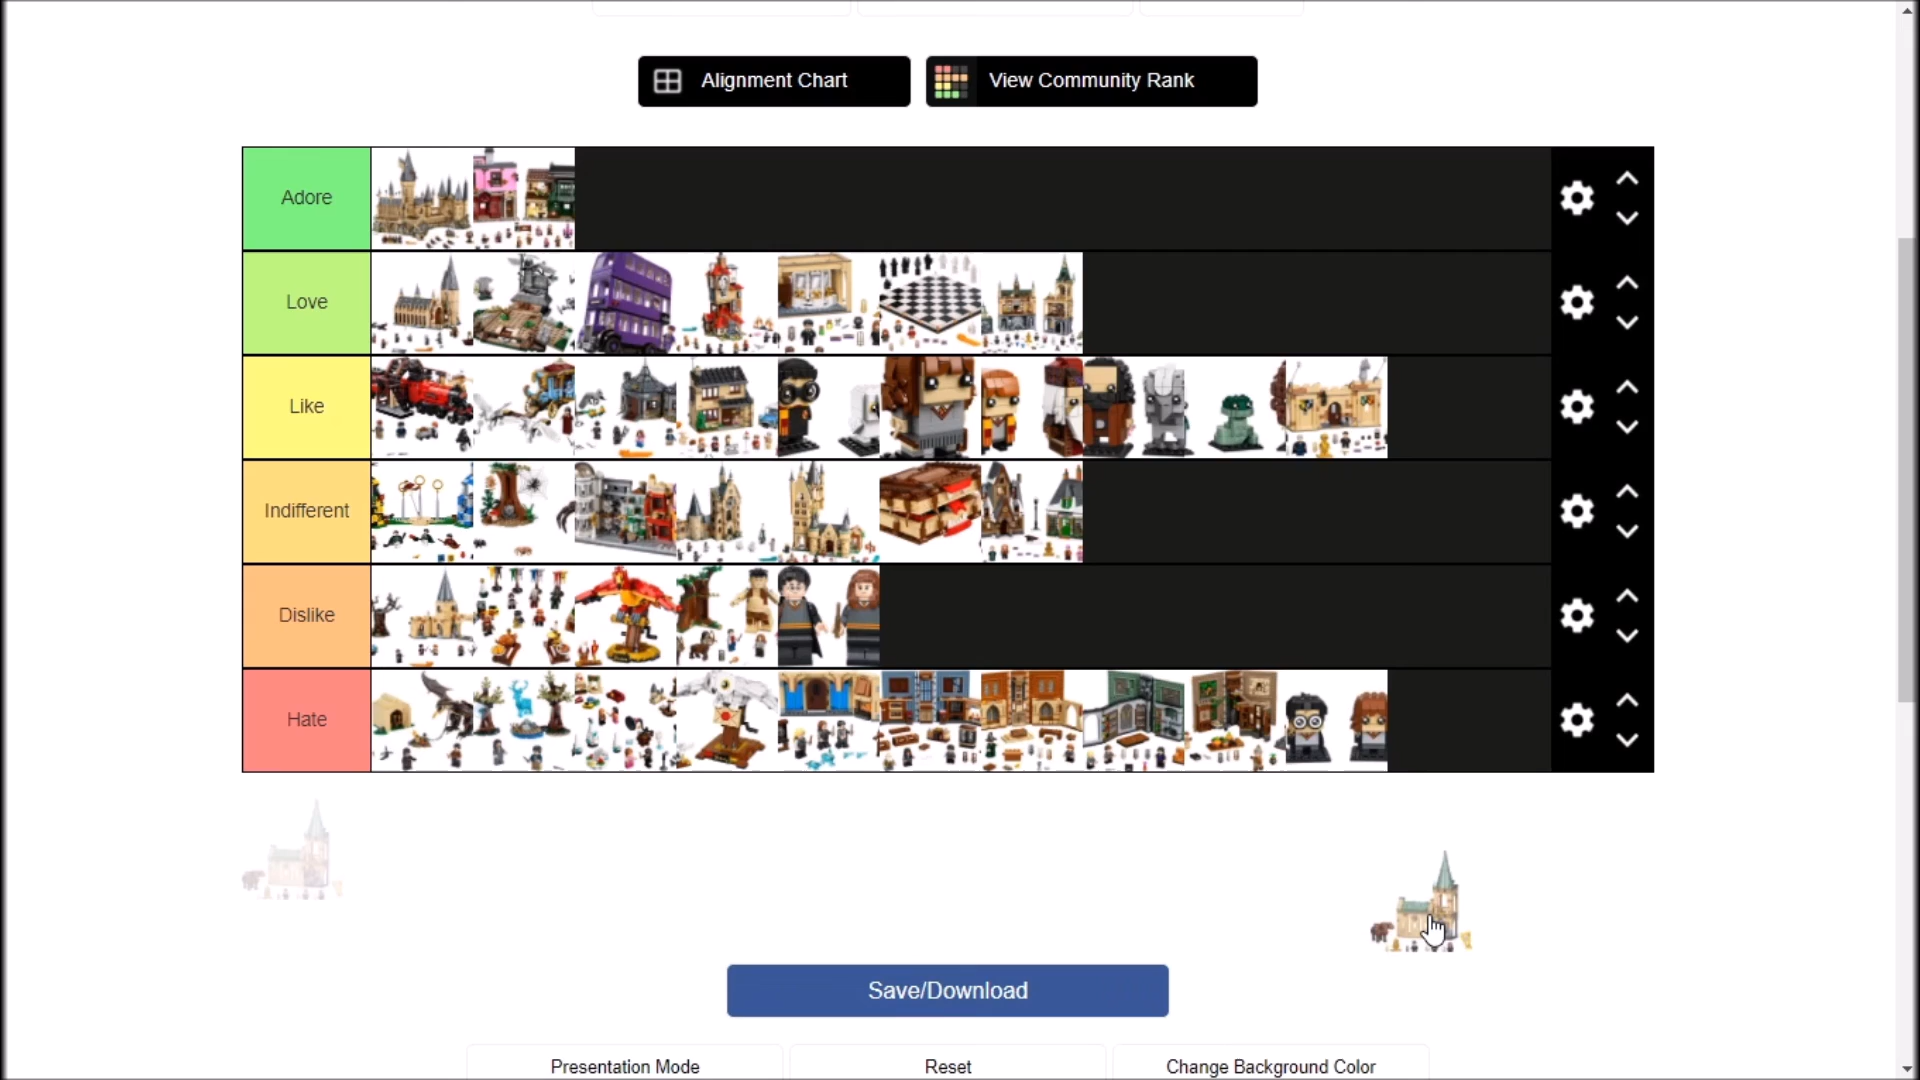 Alignment Chart
View Community Rank
Adore
Love
Like
Indifferent
Dislike
Hate
Save/Download
Presentation Mode
Reset
Change Background Color